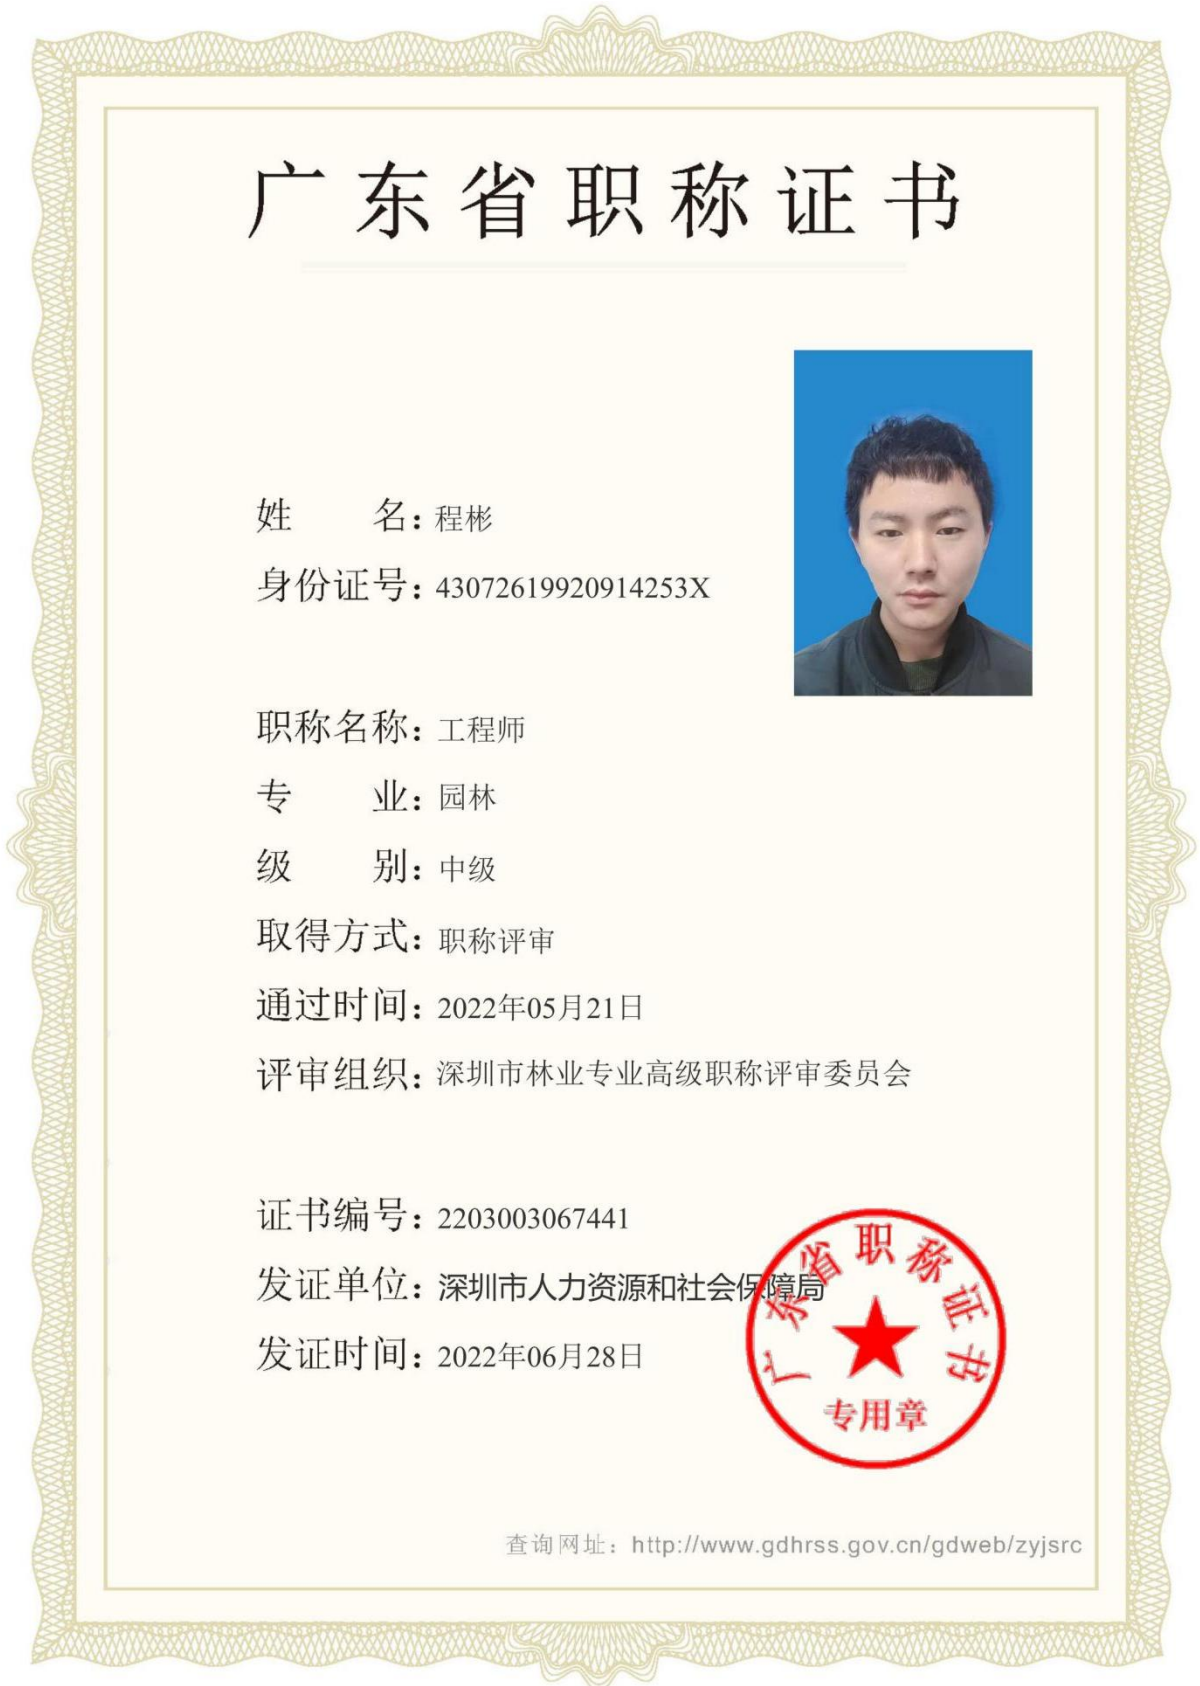 广东省职称证书
姓　　名：程彬
身份证号：43072619920914253X
职称名称：工程师
专　　业：园林
级　　别：中级
取得方式：职称评审
通过时间：2022年05月21日
评审组织：深圳市林业专业高级职称评审委员会
证书编号：2203003067441
发证单位：深圳市人力资源和社会保障局
发证时间：2022年06月28日
广东省职称证书
专用章
查询网址：http://www.gdhrss.gov.cn/gdweb/zyjsrc